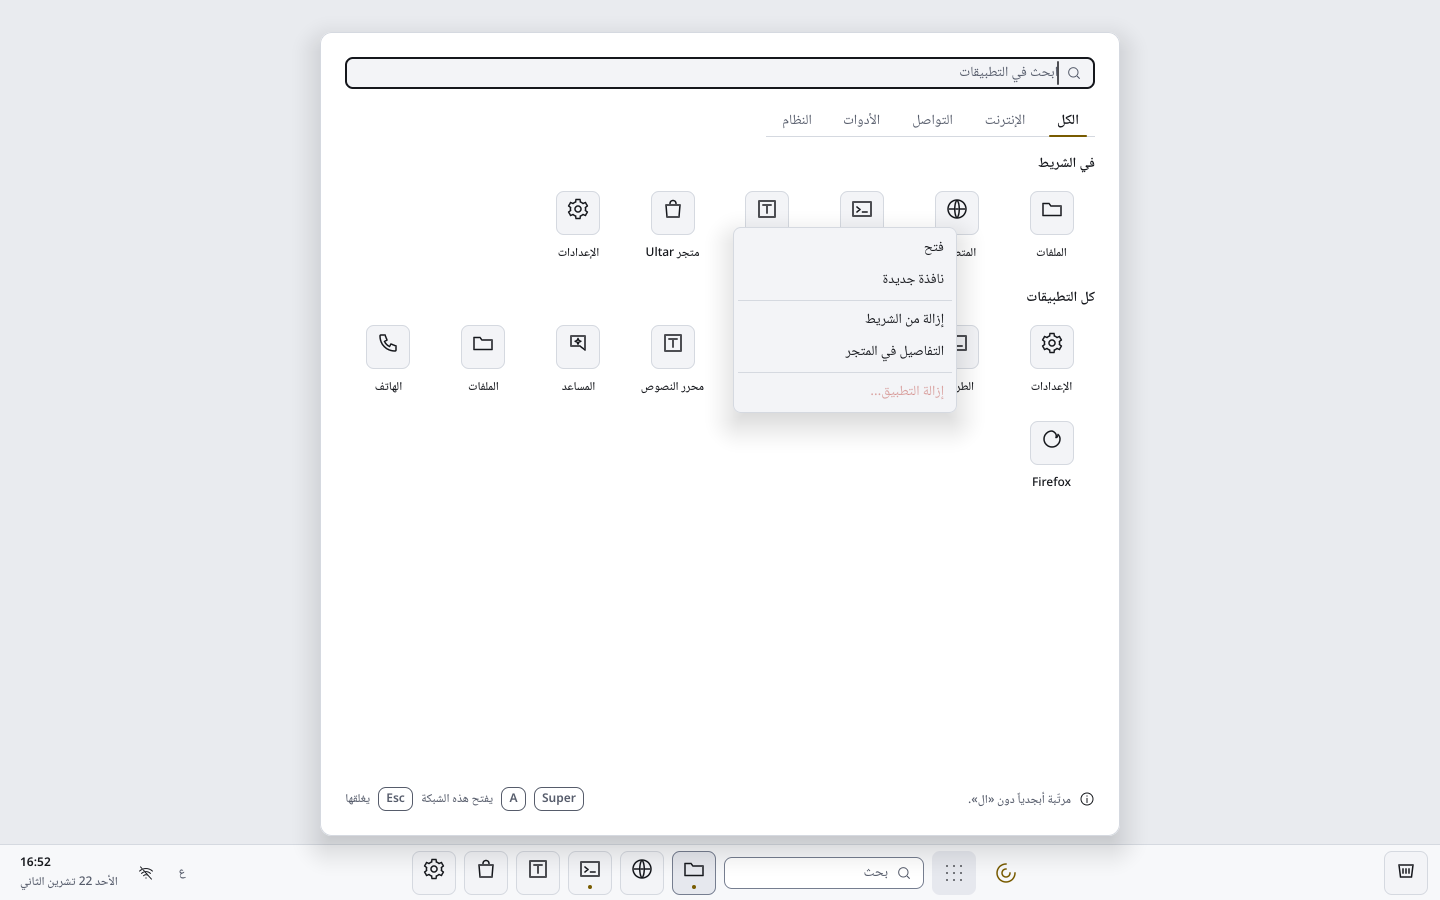 ابحث في التطبيقات
الكل
الإنترنت
التواصل
الأدوات
النظام
في الشريط
الملفات
متجر Ultar
الإعدادات
فتح
نافذة جديدة
إزالة من الشريط
التفاصيل في المتجر
إزالة التطبيق...
كل التطبيقات
الإعدادات
محرر النصوص
المساعد
الملفات
الهاتف
Firefox
مرتّبة أبجدياً دون «ال».
Super A يفتح هذه الشبكة Esc يغلقها
بحث
ع
16:52
الأحد 22 تشرين الثاني